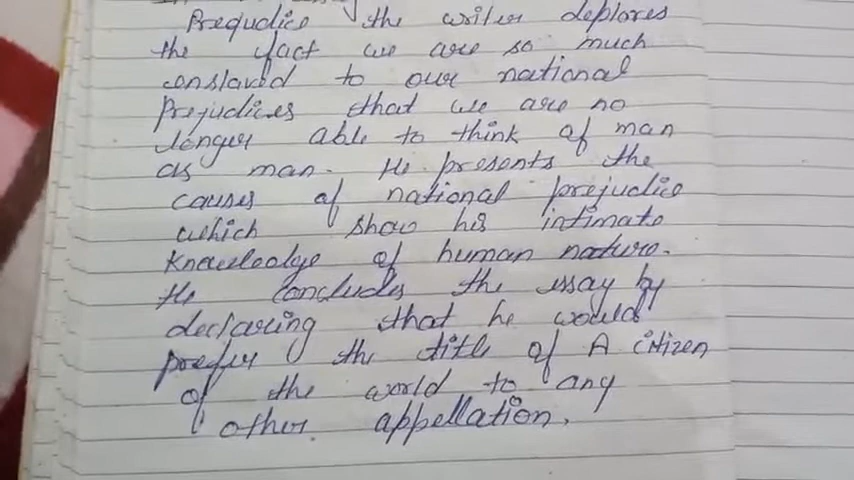 Prequdice the writer deplores
the fact we are so much
enslaved to our national
Prejudices that we are no
longer able to think of man
as man. He presents the
causes of national prejudice
which show his intimate
knowledge of human nature.
He concludes the essay by
declaring that he would
prefer the title of A citizen
of the world to any
other appellation.